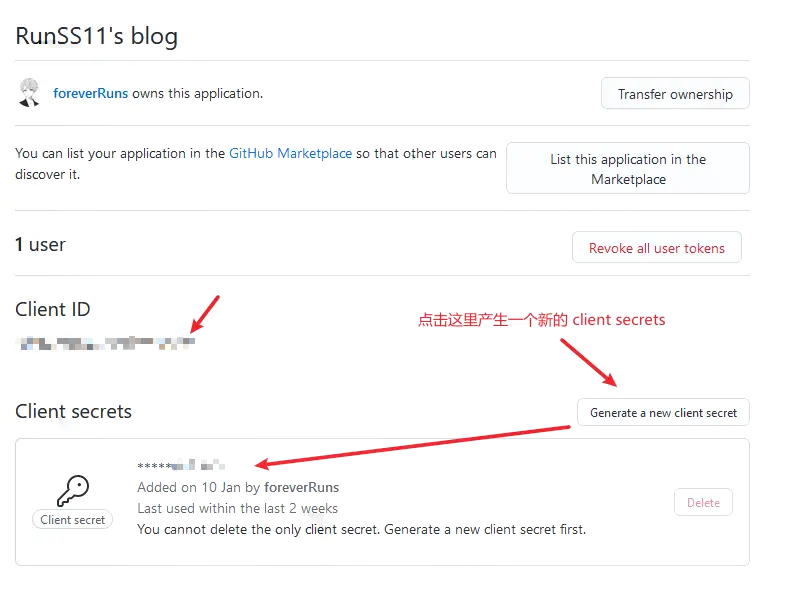 RunSS11's blog
foreverRuns owns this application.
Transfer ownership
You can list your application in the GitHub Marketplace so that other users can
discover it.
List this application in the
Marketplace
1 user
Revoke all user tokens
Client ID
点击这里产生一个新的 client secrets
Client secrets
Generate a new client secret
*****
Added on 10 Jan by foreverRuns
Last used within the last 2 weeks
You cannot delete the only client secret. Generate a new client secret first.
Client secret
Delete